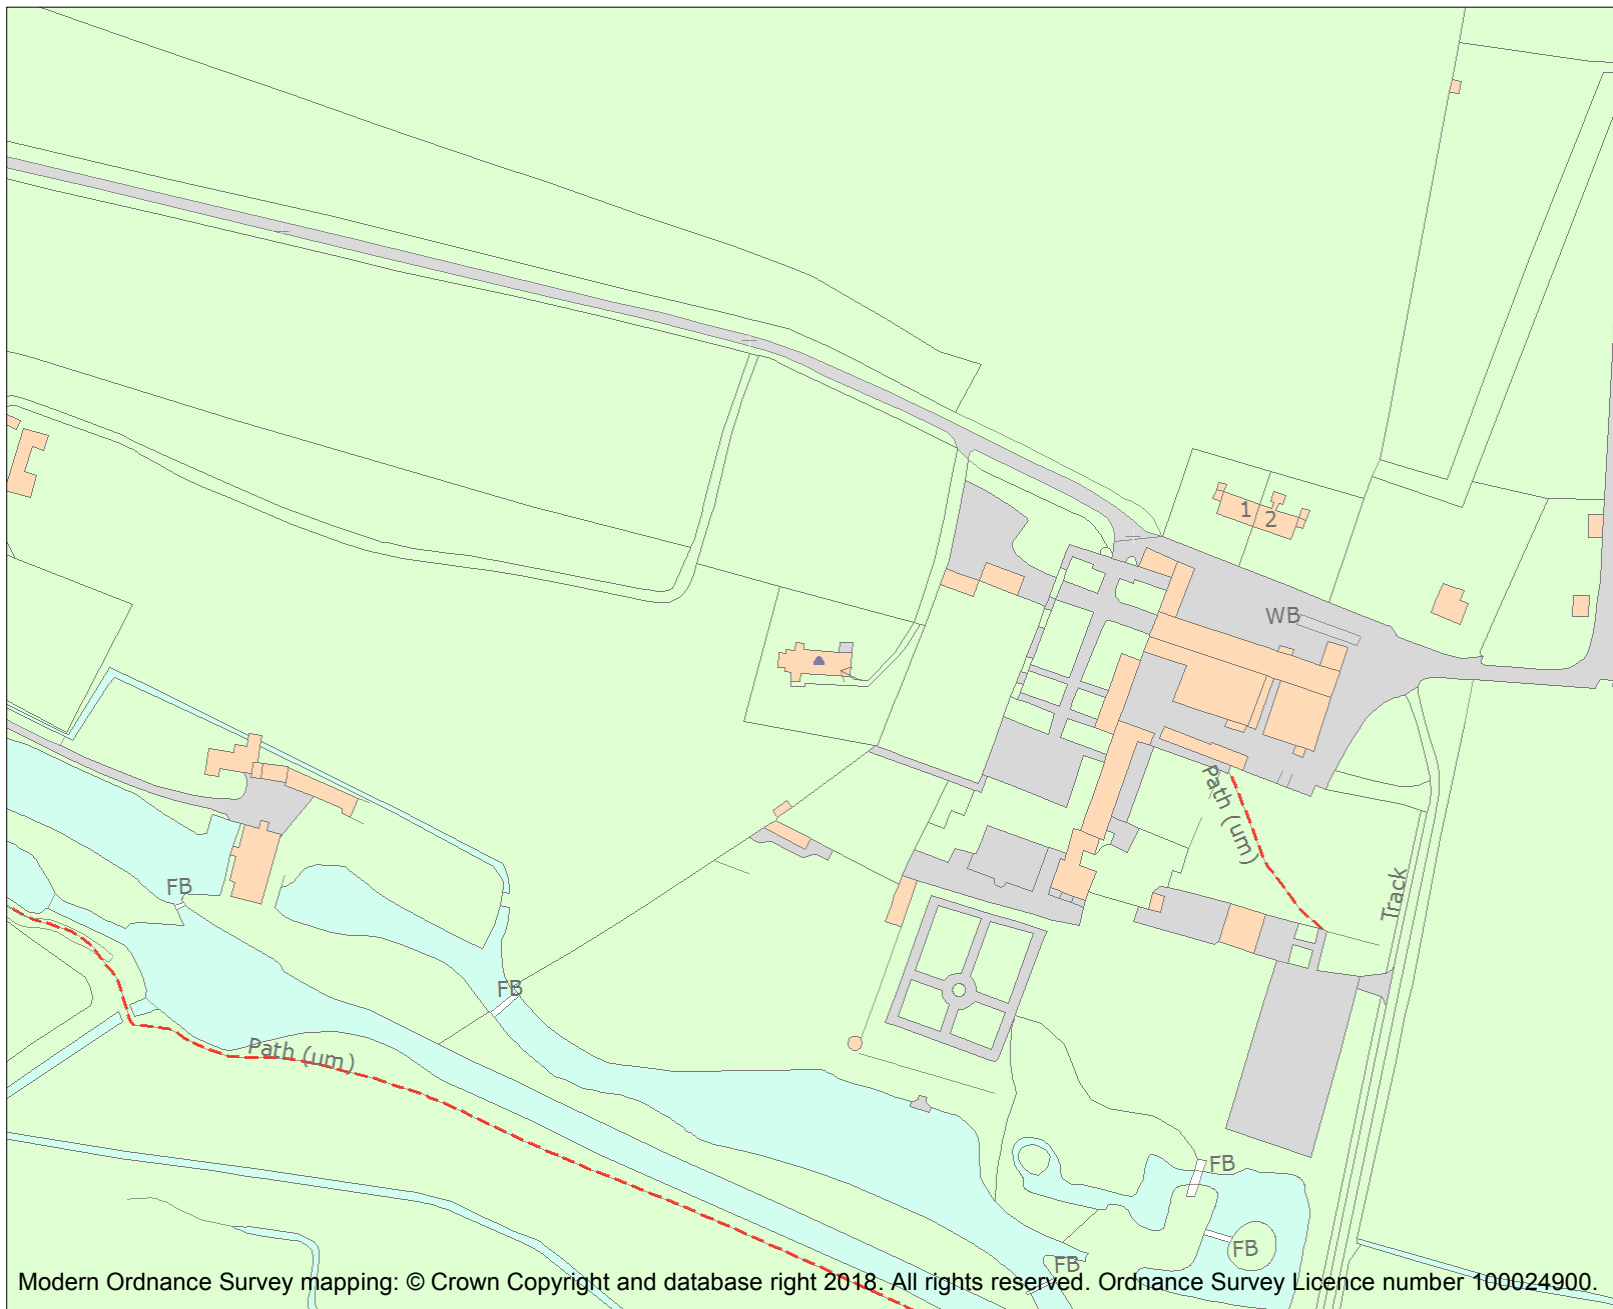 1
2
WB
Path (um)
Track
FB
FB
Path (um)
FB
FB
FB
Modern Ordnance Survey mapping: © Crown Copyright and database right 2018. All rights reserved. Ordnance Survey Licence number 100024900.